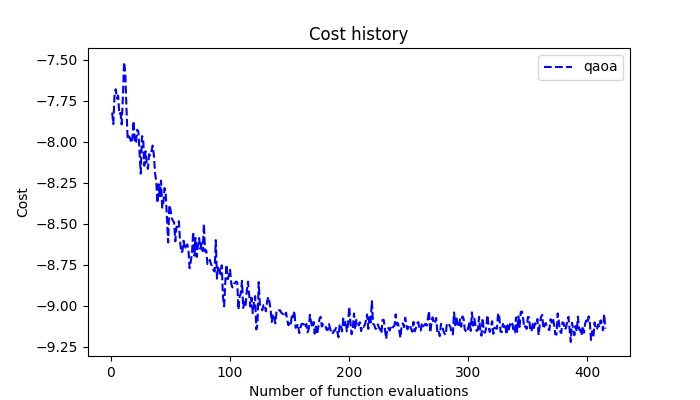 Cost history
qaoa
Cost
−7.50
−7.75
−8.00
−8.25
−8.50
−8.75
−9.00
−9.25
0 100 200 300 400
Number of function evaluations